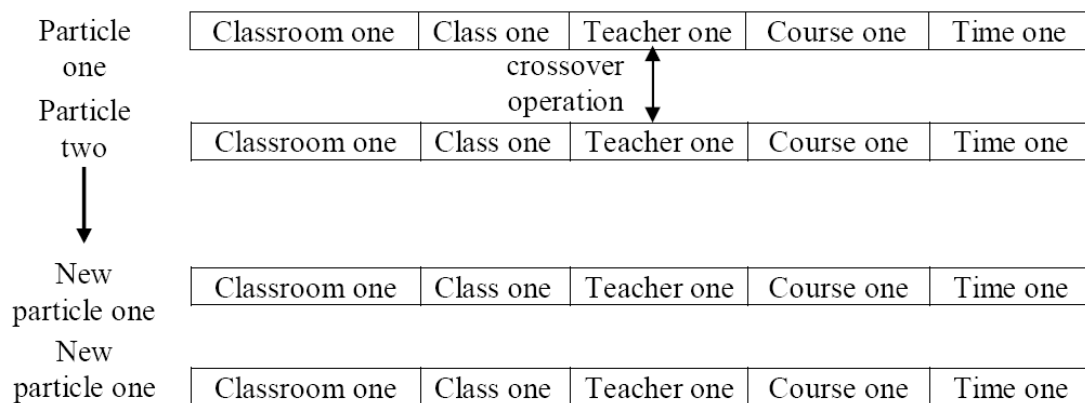 Particle one
Classroom one Class one Teacher one Course one Time one
crossover operation
Particle two
Classroom one Class one Teacher one Course one Time one
New particle one
Classroom one Class one Teacher one Course one Time one
New particle one
Classroom one Class one Teacher one Course one Time one